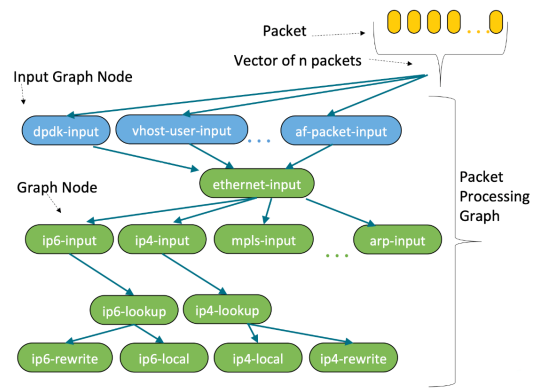 Packet
Vector of n packets
Input Graph Node
dpdk-input
vhost-user-input
af-packet-input
ethernet-input
Graph Node
Packet
Processing
Graph
ip6-input
ip4-input
mpls-input
arp-input
ip6-lookup
ip4-lookup
ip6-rewrite
ip6-local
ip4-local
ip4-rewrite